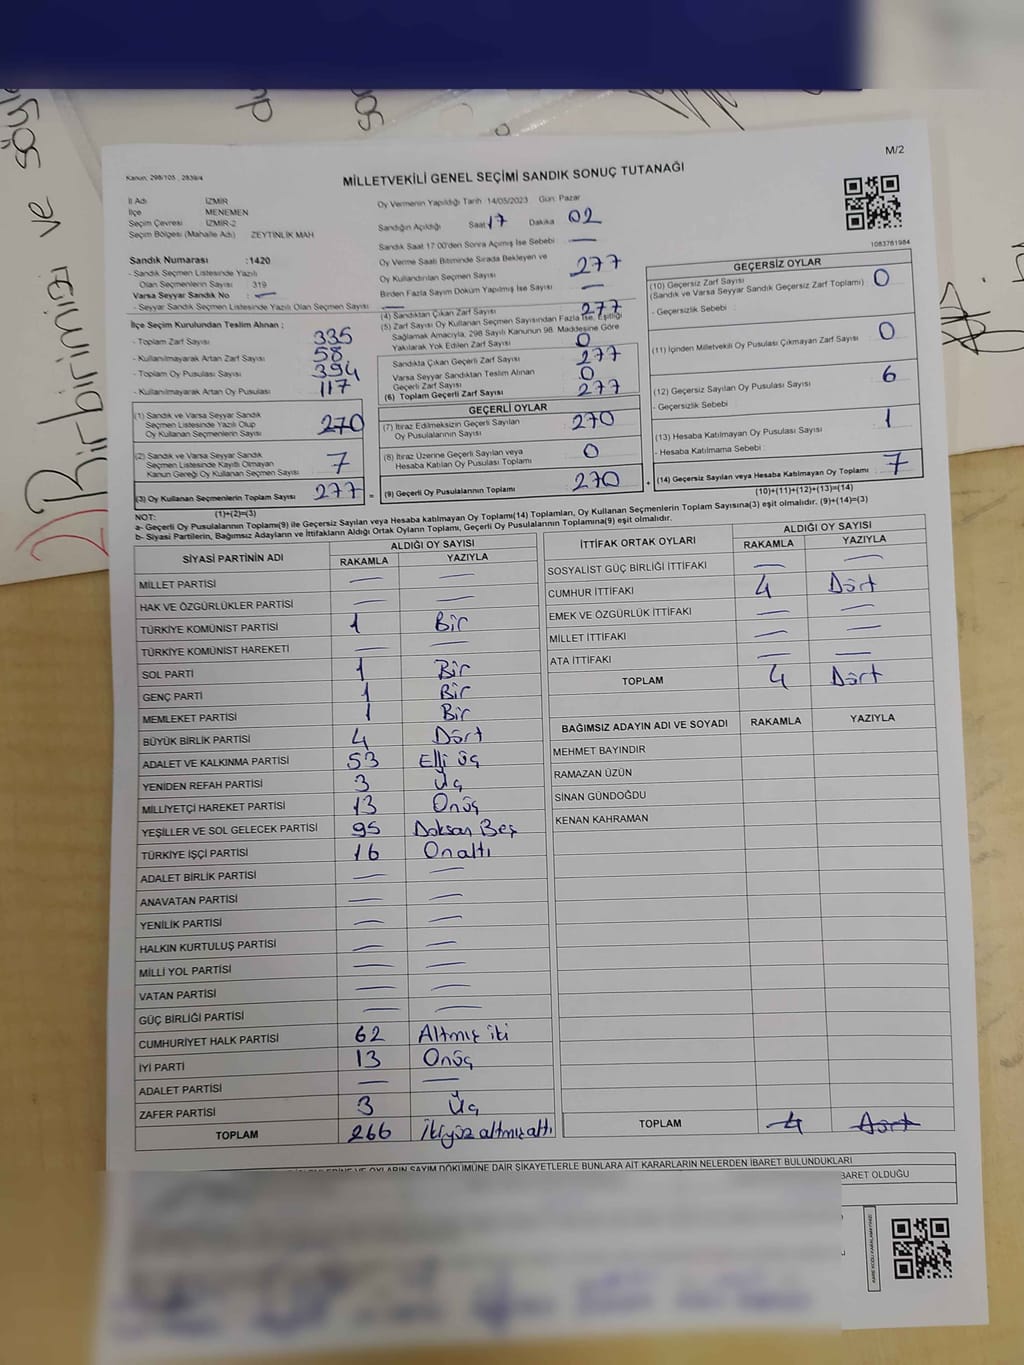 söyle
ve
Birbirinizi
M/2
Kanun: 298/105 , 2839/4
MİLLETVEKİLİ GENEL SEÇİMİ SANDIK SONUÇ TUTANAĞI
İl Adı İZMİR
İlçe MENEMEN
Seçim Çevresi İZMİR-2
Seçim Bölgesi (Mahalle Adı) ZEYTİNLİK MAH
Oy Vermenin Yapıldığı Tarih 14/05/2023 Gün: Pazar
Sandığın Açıldığı Saat 17 Dakika 02
Sandık Saat 17:00'den Sonra Açımış İse Sebebi —
Oy Verme Saati Bitiminde Sırada Bekleyen ve
Oy Kullandırılan Seçmen Sayısı 277
Birden Fazla Sayım Döküm Yapılmış İse Sayısı —
1083781984
Sandık Numarası :1420
- Sandık Seçmen Listesinde Yazılı
Olan Seçmenlerin Sayısı 319
Varsa Seyyar Sandık No : —
- Seyyar Sandık Seçmen Listesinde Yazılı Olan Seçmen Sayısı: —
İlçe Seçim Kurulundan Teslim Alınan ;
- Toplam Zarf Sayısı 335
- Kullanılmayarak Artan Zarf Sayısı 58
- Toplam Oy Pusulası Sayısı 394
- Kullanılmayarak Artan Oy Pusulası 117
(1) Sandık ve Varsa Seyyar Sandık
Seçmen Listesinde Yazılı Olup
Oy Kullanan Seçmenlerin Sayısı 270
(2) Sandık ve Varsa Seyyar Sandık
Seçmen Listesinde Kayıtlı Olmayan
Kanun Gereği Oy Kullanan Seçmen Sayısı 7
(3) Oy Kullanan Seçmenlerin Toplam Sayısı 277 =
(1)+(2)=(3)
(4) Sandıktan Çıkan Zarf Sayısı 277
(5) Zarf Sayısı Oy Kullanan Seçmen Sayısından Fazla İse, Eşitliği
Sağlamak Amacıyla, 298 Sayılı Kanunun 98. Maddesine Göre
Yakılarak Yok Edilen Zarf Sayısı 0
Sandıkta Çıkan Geçerli Zarf Sayısı 277
Varsa Seyyar Sandıktan Teslim Alınan
Geçerli Zarf Sayısı 0
(6) Toplam Geçerli Zarf Sayısı 277
GEÇERLİ OYLAR
(7) İtiraz Edilmeksizin Geçerli Sayılan
Oy Pusulalarının Sayısı 270
(8) İtiraz Üzerine Geçerli Sayılan veya
Hesaba Katılan Oy Pusulası Toplamı 0
(9) Geçerli Oy Pusulalarının Toplamı 270 +
GEÇERSİZ OYLAR
(10) Geçersiz Zarf Sayısı
(Sandık ve Varsa Seyyar Sandık Geçersiz Zarf Toplamı) 0
- Geçersizlik Sebebi :
(11) İçinden Milletvekili Oy Pusulası Çıkmayan Zarf Sayısı 0
(12) Geçersiz Sayılan Oy Pusulası Sayısı 6
- Geçersizlik Sebebi :
(13) Hesaba Katılmayan Oy Pusulası Sayısı 1
- Hesaba Katılmama Sebebi :
(14) Geçersiz Sayılan veya Hesaba Katılmayan Oy Toplamı : 7
(10)+(11)+(12)+(13)=(14)
NOT:
a- Geçerli Oy Pusulalarının Toplamı(9) ile Geçersiz Sayılan veya Hesaba katılmayan Oy Toplamı(14) Toplamları, Oy Kullanan Seçmenlerin Toplam Sayısına(3) eşit olmalıdır. (9)+(14)=(3)
b- Siyasi Partilerin, Bağımsız Adayların ve İttifakların Aldığı Ortak Oyların Toplamı, Geçerli Oy Pusulalarının Toplamına(9) eşit olmalıdır.
SİYASİ PARTİNİN ADI ALDIĞI OY SAYISI
RAKAMLA YAZIYLA
MİLLET PARTİSİ — —
HAK VE ÖZGÜRLÜKLER PARTİSİ — —
TÜRKİYE KOMÜNİST PARTİSİ 1 Bir
TÜRKİYE KOMÜNİST HAREKETİ — —
SOL PARTİ 1 Bir
GENÇ PARTİ 1 Bir
MEMLEKET PARTİSİ 1 Bir
BÜYÜK BİRLİK PARTİSİ 4 Dört
ADALET VE KALKINMA PARTİSİ 53 Elli üç
YENİDEN REFAH PARTİSİ 3 Üç
MİLLİYETÇİ HAREKET PARTİSİ 13 Onüç
YEŞİLLER VE SOL GELECEK PARTİSİ 95 Doksan Beş
TÜRKİYE İŞÇİ PARTİSİ 16 Onaltı
ADALET BİRLİK PARTİSİ — —
ANAVATAN PARTİSİ — —
YENİLİK PARTİSİ — —
HALKIN KURTULUŞ PARTİSİ — —
MİLLİ YOL PARTİSİ — —
VATAN PARTİSİ — —
GÜÇ BİRLİĞİ PARTİSİ — —
CUMHURİYET HALK PARTİSİ 62 Altmış iki
İYİ PARTİ 13 Onüç
ADALET PARTİSİ — —
ZAFER PARTİSİ 3 Üç
TOPLAM 266 İkiyüz altmış altı
İTTİFAK ORTAK OYLARI ALDIĞI OY SAYISI
RAKAMLA YAZIYLA
SOSYALİST GÜÇ BİRLİĞİ İTTİFAKI — —
CUMHUR İTTİFAKI 4 Dört
EMEK VE ÖZGÜRLÜK İTTİFAKI — —
MİLLET İTTİFAKI — —
ATA İTTİFAKI — —
TOPLAM 4 Dört
BAĞIMSIZ ADAYIN ADI VE SOYADI RAKAMLA YAZIYLA
MEHMET BAYINDIR
RAMAZAN ÜZÜN
SİNAN GÜNDOĞDU
KENAN KAHRAMAN
TOPLAM 4 Dört
VE OYLARIN SAYIM DÖKÜMÜNE DAİR ŞİKAYETLERLE BUNLARA AİT KARARLARIN NELERDEN İBARET BULUNDUKLARI
İBARET OLDUĞU